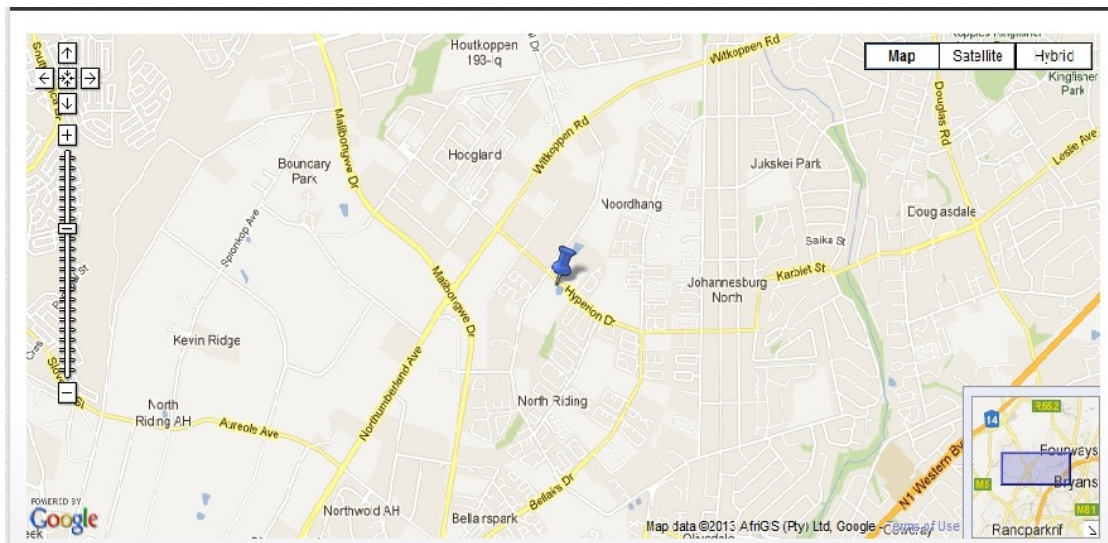 Houtkoppen
193-Iq
Witkoppen Rd
Map
Satellite
Hybrid
Kingfisher
Park
Douglas Rd
Leslie Ave
Malibongwe Dr
Hoogland
Witkoppen Rd
Boundary
Park
Jukskei Park
Noordhang
Douglasdale
Spionkop Ave
Saika St
Karbiet St
Malibongwe Dr
Hyperion Dr
Johannesburg
North
Kevin Ridge
Northumberland Ave
North
Riding AH
North Riding
Aureole Ave
Bellairs Dr
N1 Western By
Northwold AH
Bellairspark
R552
14
Fourways
M5
Bryans
M81
Randparkrif
POWERED BY
Google
Map data ©2013 AfriGIS (Pty) Ltd, Google - Terms of Use